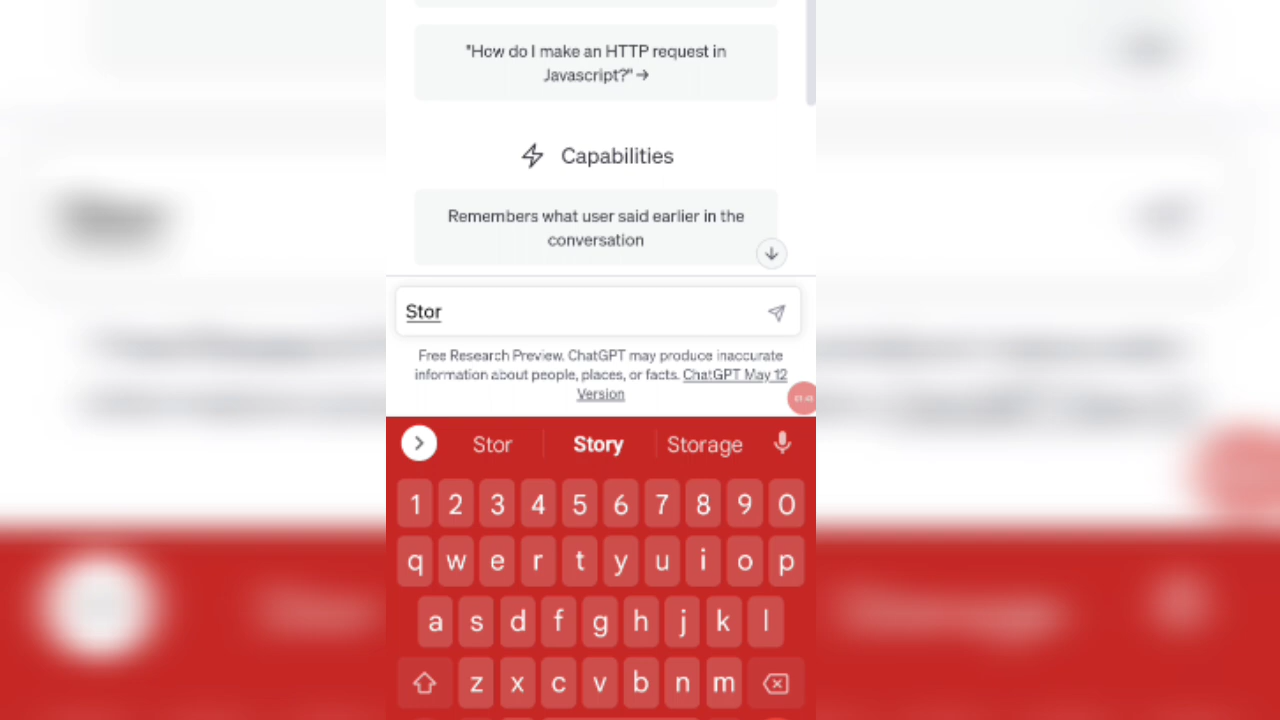 "How do I make an HTTP request in
Javascript?" →
Capabilities
Remembers what user said earlier in the
conversation
Stor
Free Research Preview. ChatGPT may produce inaccurate
information about people, places, or facts. ChatGPT May 12
Version
Stor Story Storage
1 2 3 4 5 6 7 8 9 0
q w e r t y u i o p
a s d f g h j k l
z x c v b n m